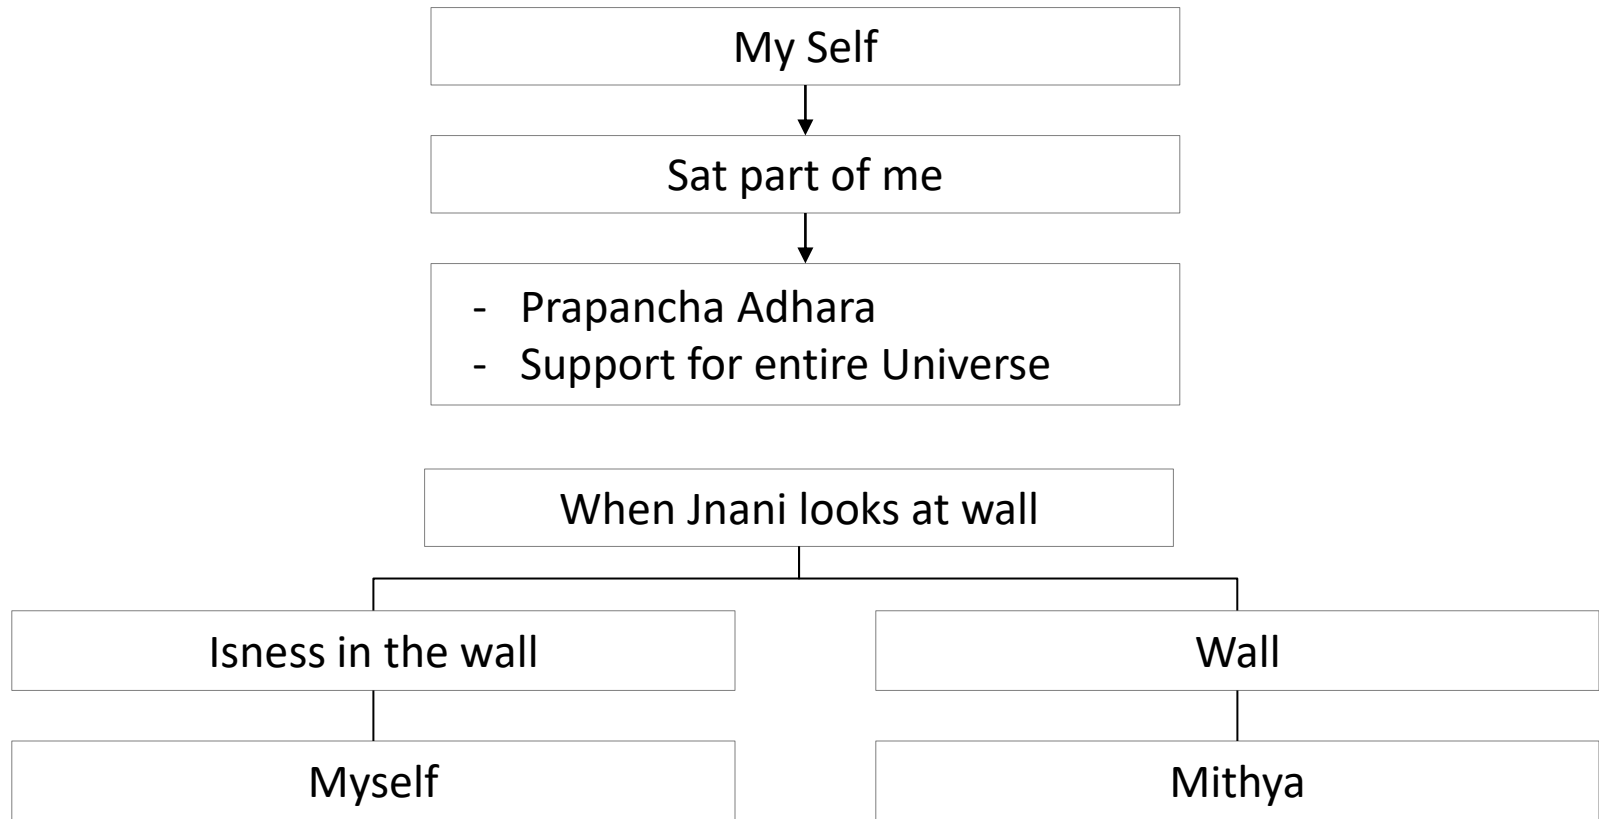 My Self
Sat part of me
- Prapancha Adhara
- Support for entire Universe
When Jnani looks at wall
Isness in the wall
Wall
Myself
Mithya